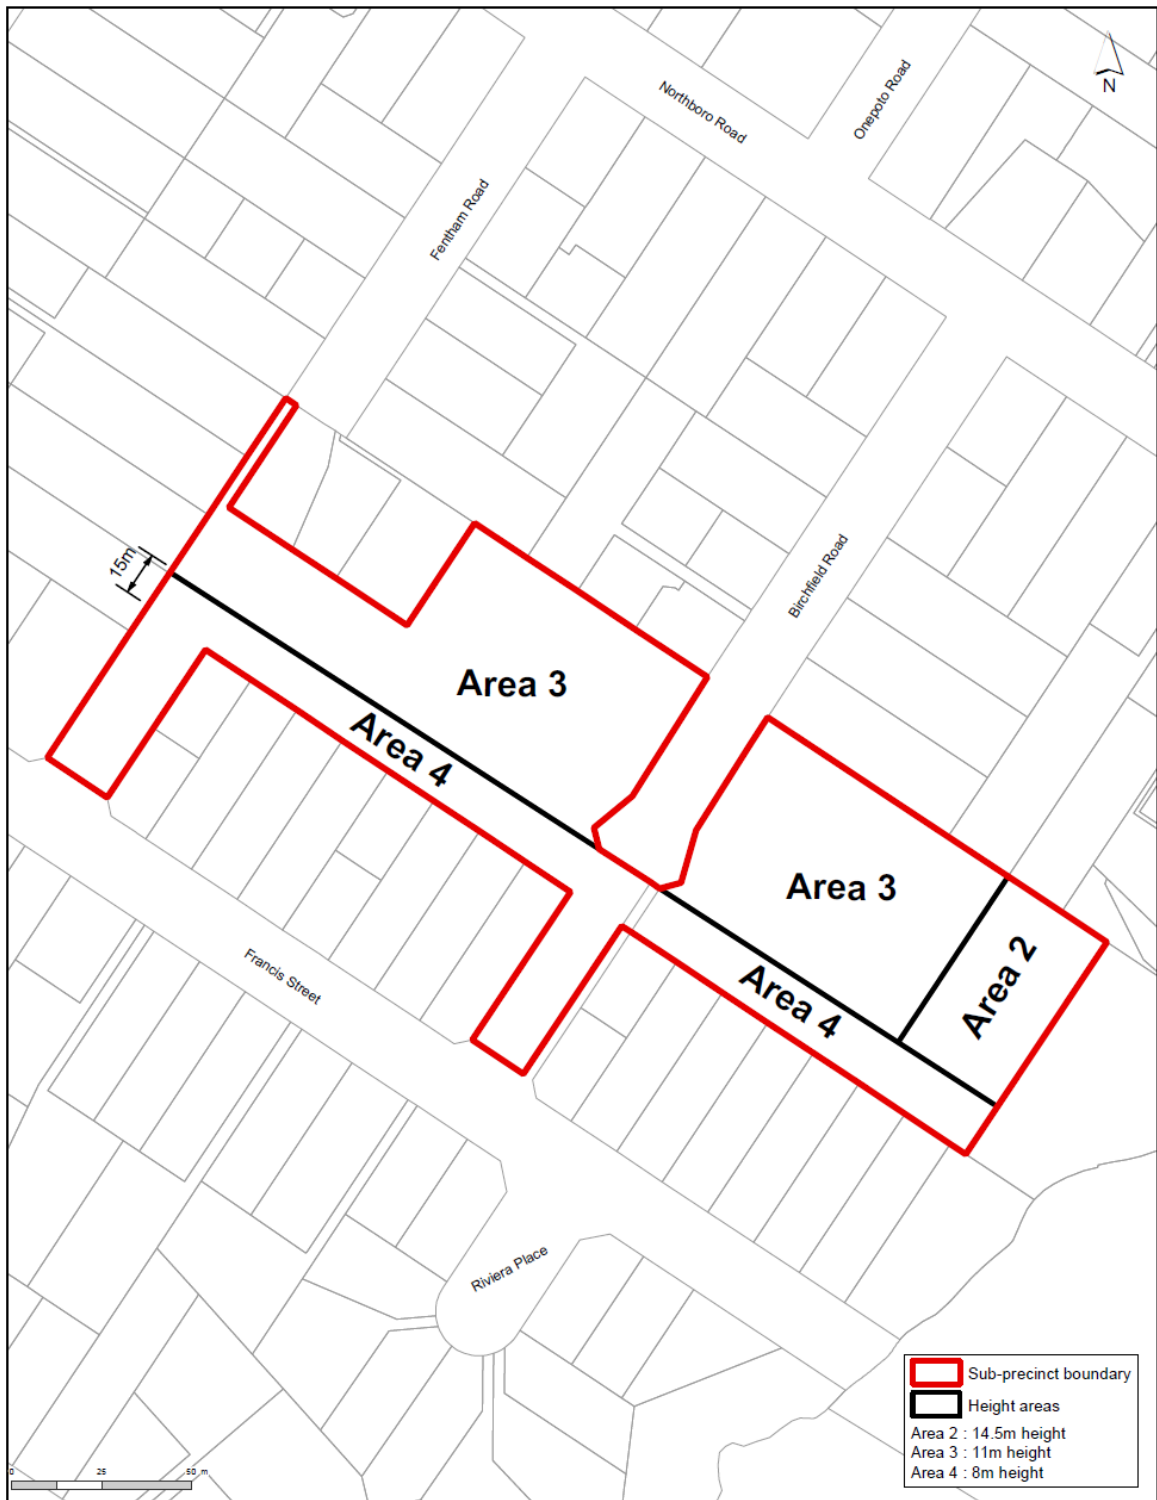 Northboro Road
Onepoto Road
N
Fentham Road
15m
Birchfield Road
Area 3
Area 4
Area 3
Area 2
Area 4
Francis Street
Riviera Place
Sub-precinct boundary
Height areas
Area 2 : 14.5m height
Area 3 : 11m height
Area 4 : 8m height
0 25 50 m